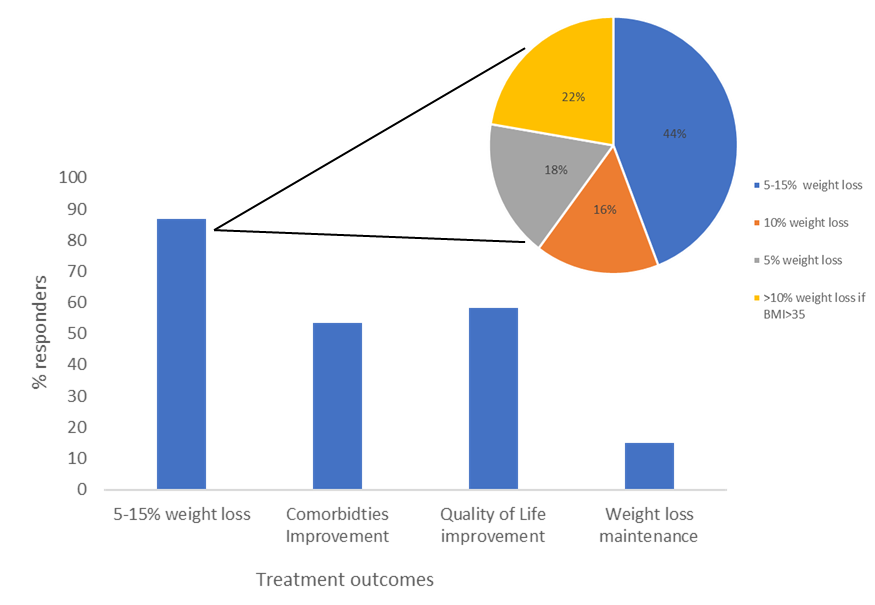 22%
44%
18%
16%
5-15%  weight loss
10% weight loss
5% weight loss
>10% weight loss if
BMI>35
100
90
80
70
60
50
40
30
20
10
0
% responders
5-15% weight loss
Comorbidties
Improvement
Quality of Life
improvement
Weight loss
maintenance
Treatment outcomes